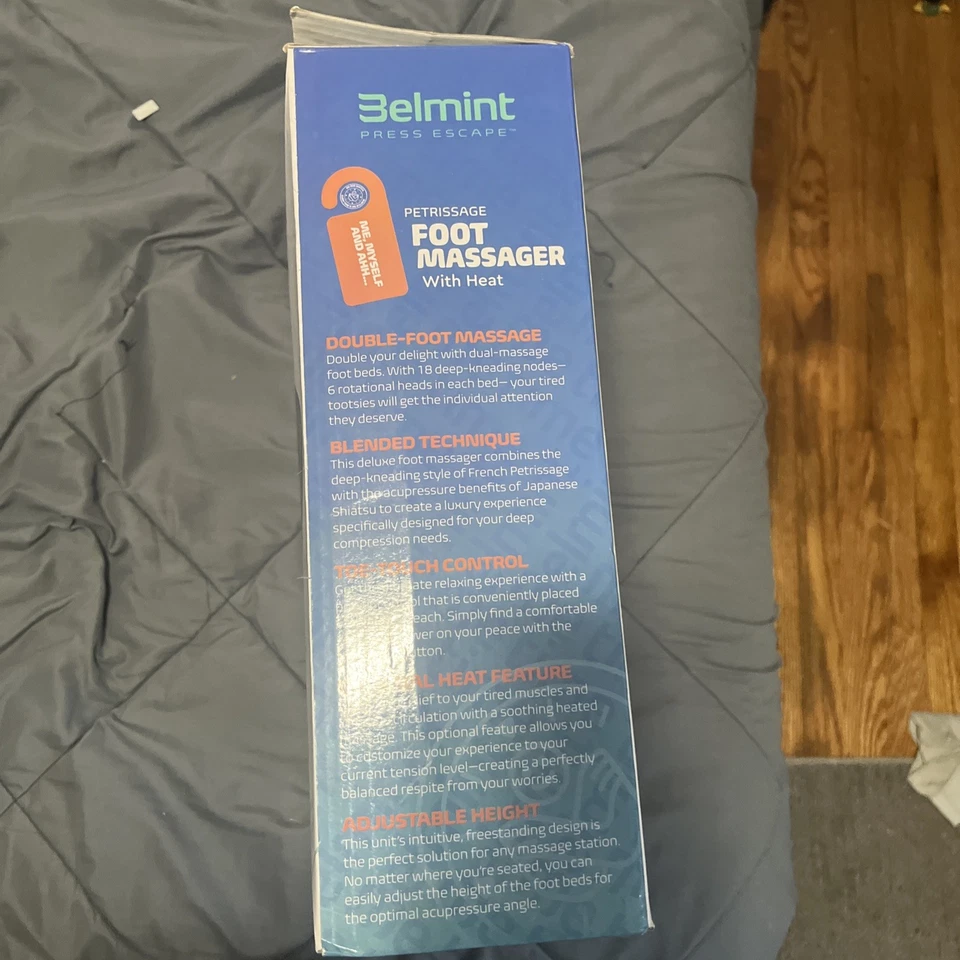 Belmint
PRESS ESCAPE™
ME, MYSELF
AND AHH...
PETRISSAGE
FOOT
MASSAGER
With Heat
DOUBLE-FOOT MASSAGE
Double your delight with dual-massage
foot beds. With 18 deep-kneading nodes—
6 rotational heads in each bed— your tired
tootsies will get the individual attention
they deserve.
BLENDED TECHNIQUE
This deluxe foot massager combines the
deep-kneading style of French Petrissage
with the acupressure benefits of Japanese
Shiatsu to create a luxury experience
specifically designed for your deep
compression needs.
CONTROL
relaxing experience with a
that is conveniently placed
Simply find a comfortable
on your peace with the
HEAT FEATURE
to your tired muscles and
with a soothing heated
This optional feature allows you
to customize your experience to your
current tension level—creating a perfectly
balanced respite from your worries.
ADJUSTABLE HEIGHT
This unit's intuitive, freestanding design is
the perfect solution for any massage station.
No matter where you're seated, you can
easily adjust the height of the foot beds for
the optimal acupressure angle.